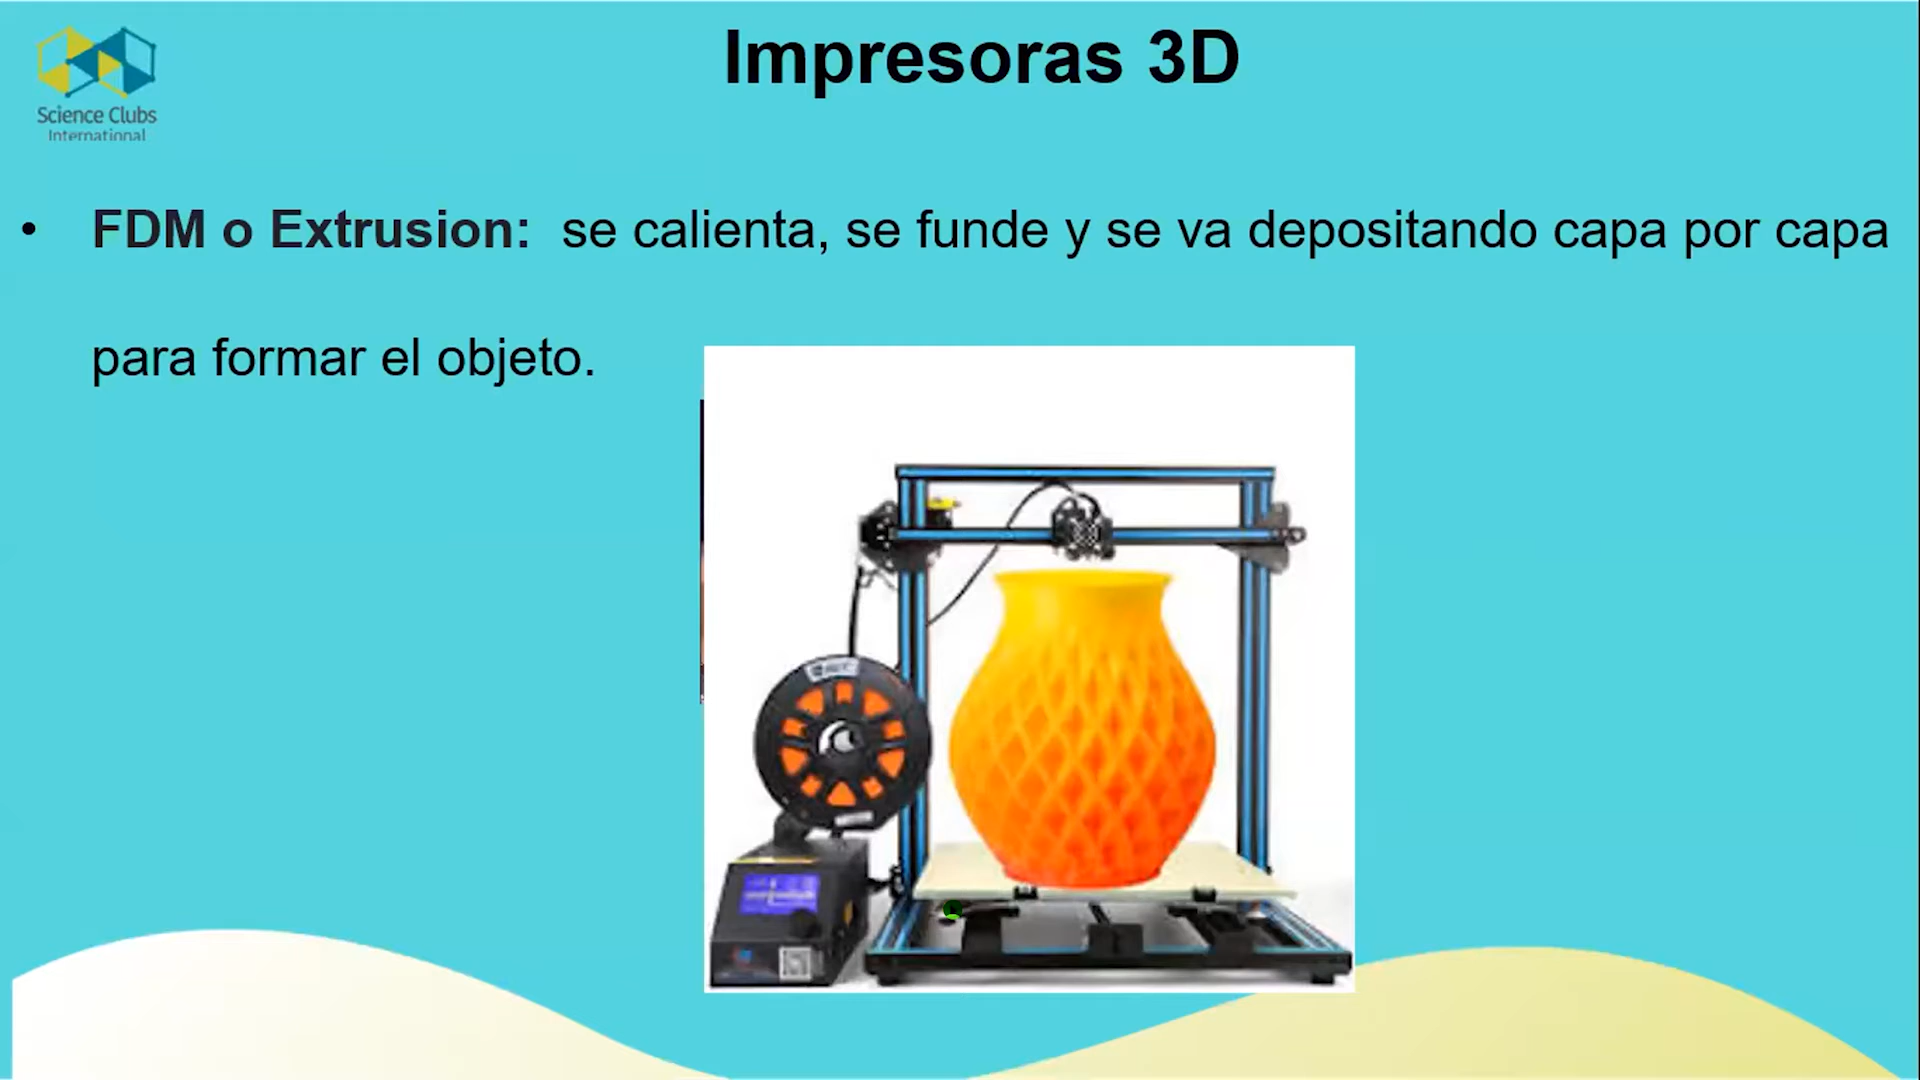 Science Clubs
International
Impresoras 3D
• FDM o Extrusion: se calienta, se funde y se va depositando capa por capa
para formar el objeto.